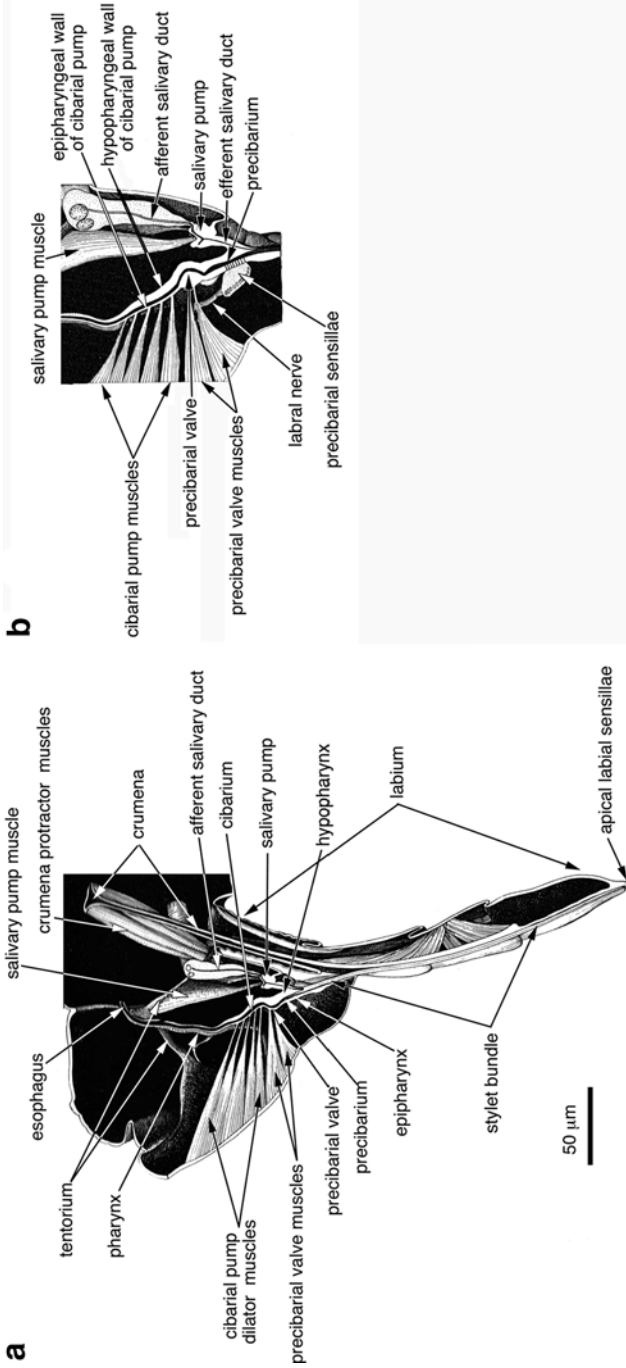 a
salivary pump muscle
crumena protractor muscles
crumena
afferent salivary duct
cibarium
salivary pump
hypopharynx
labium
apical labial sensillae
esophagus
tentorium
pharynx
cibarial pump
dilator muscles
precibarial valve muscles
precibarial valve
precibarium
epipharynx
stylet bundle
50 µm
b
salivary pump muscle
epipharyngeal wall
of cibarial pump
hypopharyngeal wall
of cibarial pump
afferent salivary duct
salivary pump
efferent salivary duct
precibarium
cibarial pump muscles
precibarial valve
precibarial valve muscles
labral nerve
precibarial sensillae